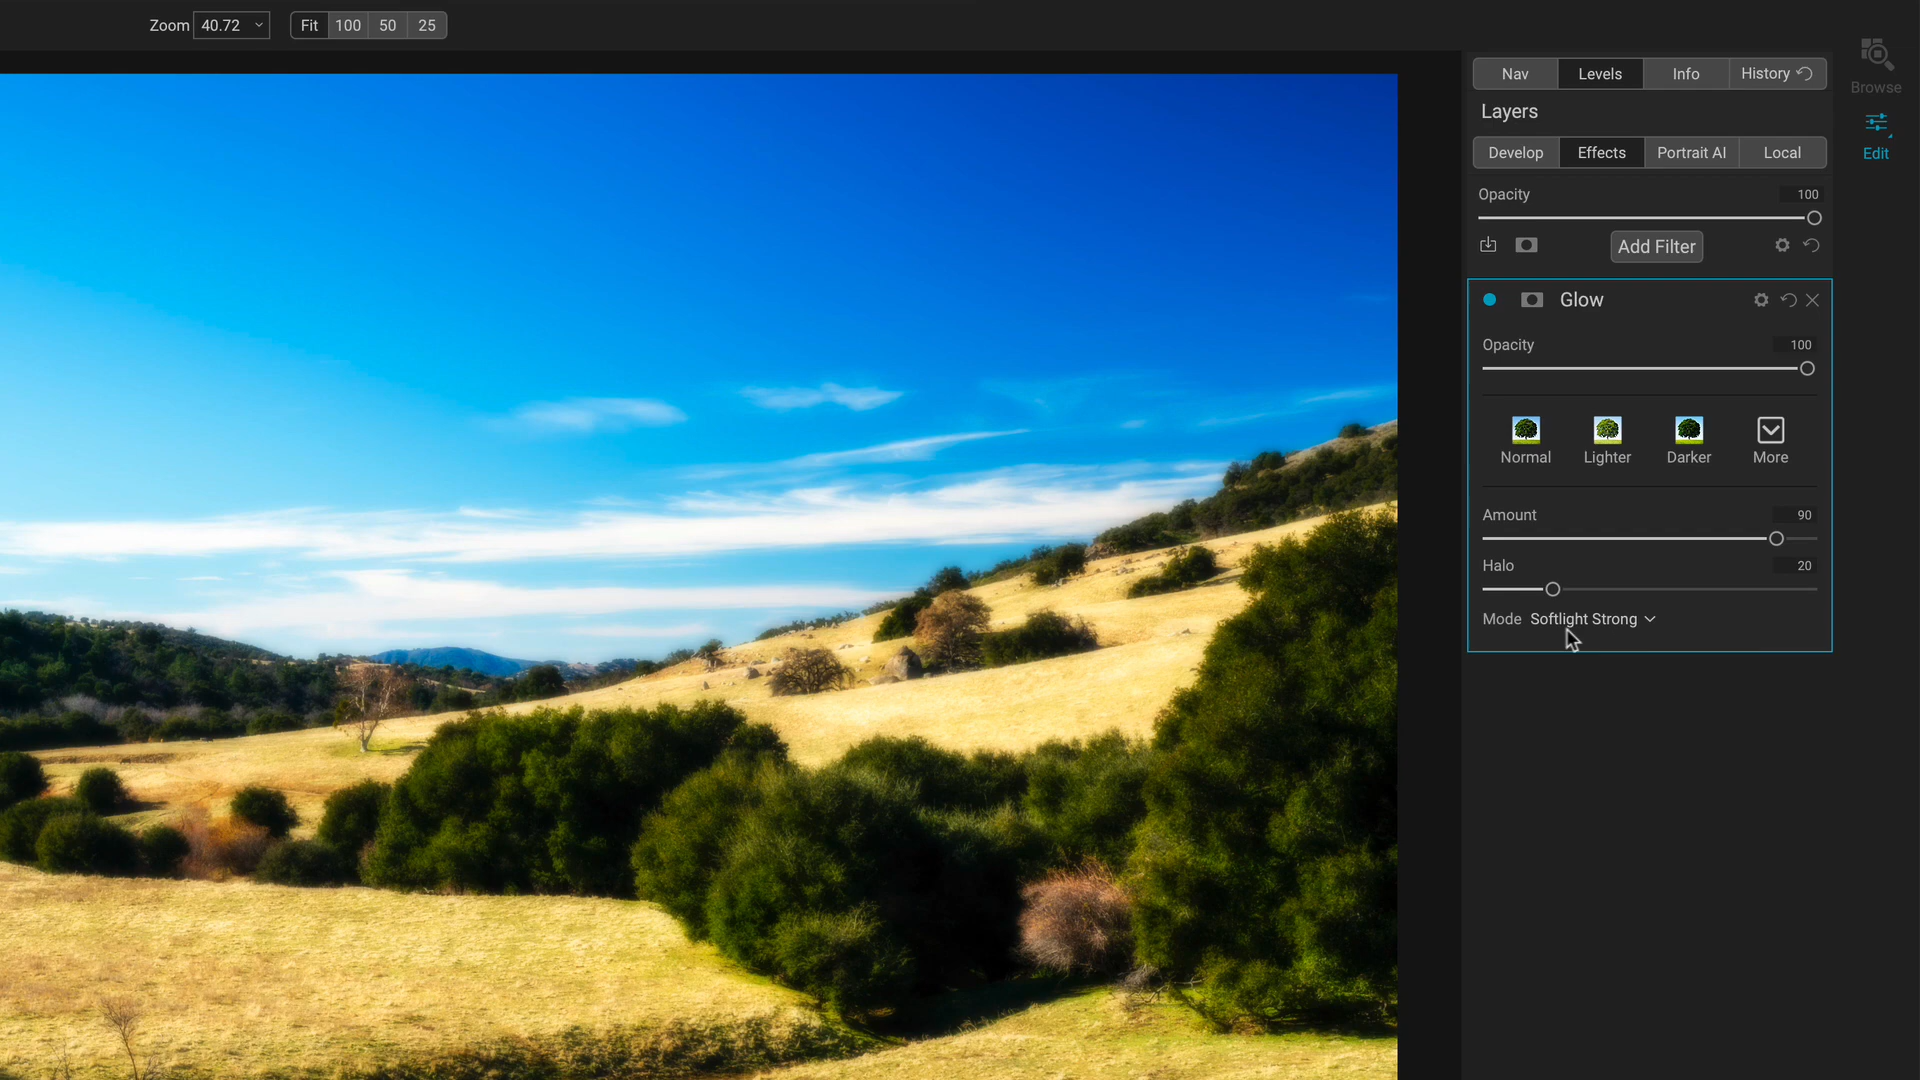 Zoom 40.72 Fit 100 50 25
Browse
Edit
Nav Levels Info History
Layers
Develop Effects Portrait AI Local
Opacity 100
Add Filter
Glow
Opacity 100
Normal Lighter Darker More
Amount 90
Halo 20
Mode Softlight Strong